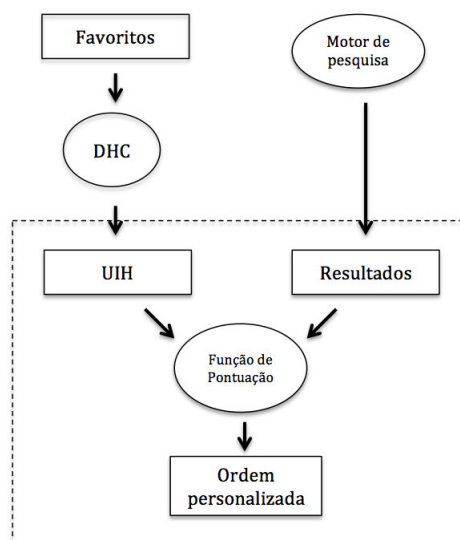 Favoritos
Motor de
pesquisa
DHC
UIH
Resultados
Função de
Pontuação
Ordem
personalizada